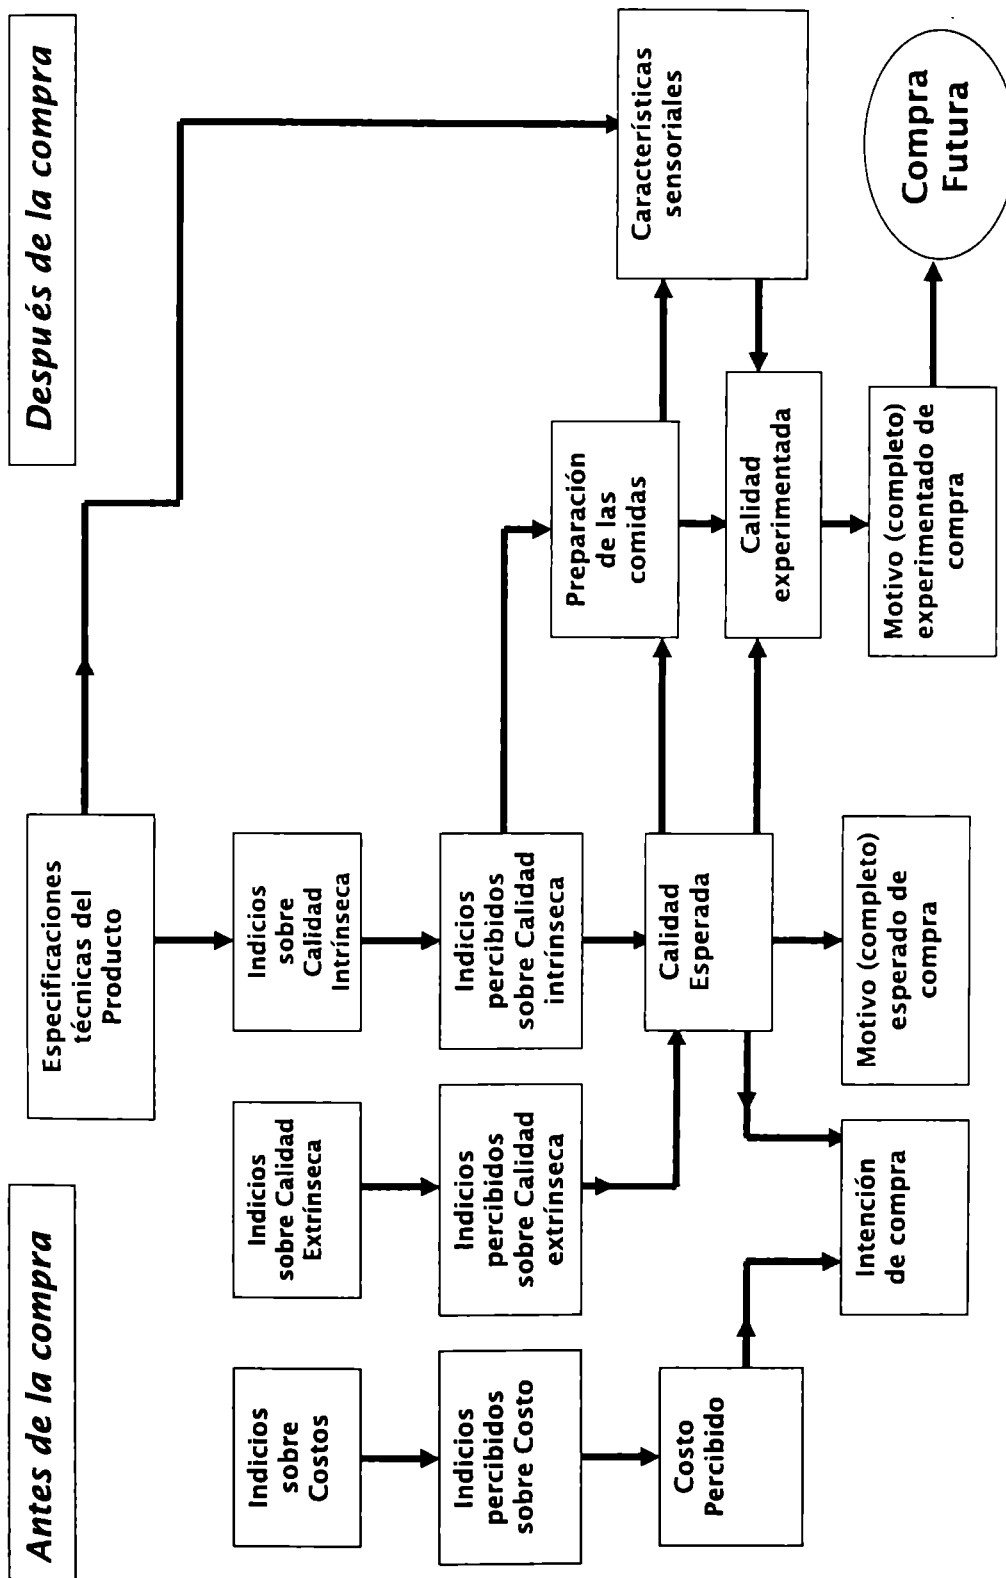 Antes de la compra
Después de la compra
Especificaciones
técnicas del
Producto
Indicios
sobre
Costos
Indicios
sobre Calidad
Extrínseca
Indicios
sobre
Calidad
Intrínseca
Indicios
percibidos
sobre Costo
Indicios
percibidos
sobre Calidad
extrínseca
Indicios
percibidos
sobre Calidad
intrínseca
Preparación
de las
comidas
Características
sensoriales
Costo
Percibido
Calidad
Esperada
Calidad
experimentada
Intención
de compra
Motivo (completo)
esperado de
compra
Motivo (completo)
experimentado de
compra
Compra
Futura